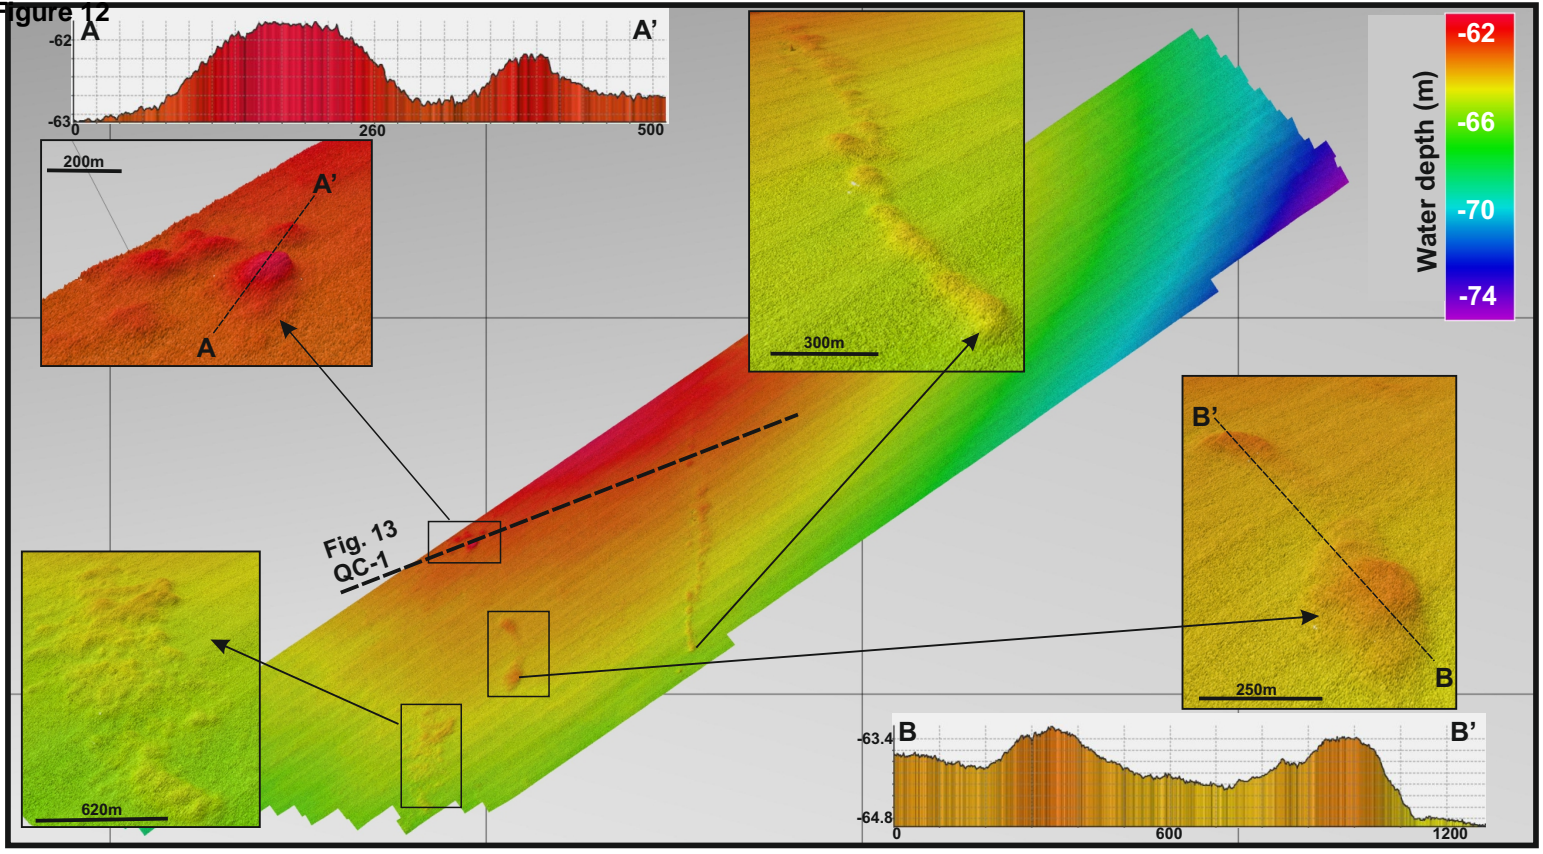 Figure 12
A
A'
-62
-63
0
260
500
200m
A'
A
300m
-62
-66
-70
-74
Water depth (m)
Fig. 13
QC-1
B'
B
250m
620m
B
B'
-63.4
-64.8
0
600
1200